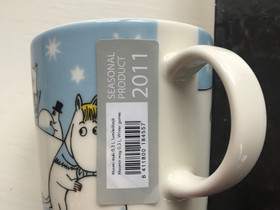 SEASONAL
PRODUCT
2011
Moomin mug 0,3 L, Winter games
6 411800 184557